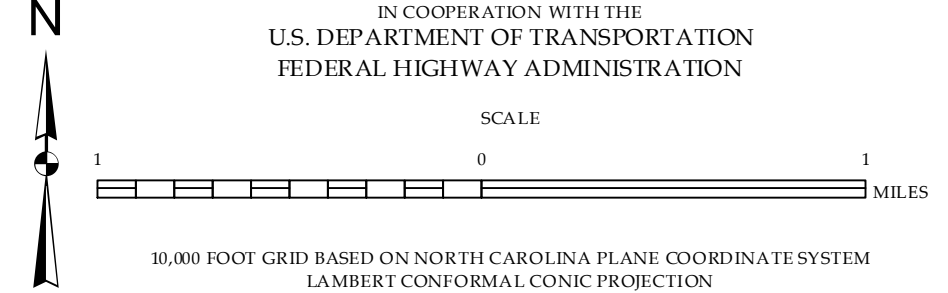 N
IN COOPERATION WITH THE
U.S. DEPARTMENT OF TRANSPORTATION
FEDERAL HIGHWAY ADMINISTRATION
SCALE
1 0 1
MILES
10,000 FOOT GRID BASED ON NORTH CAROLINA PLANE COORDINATE SYSTEM
LAMBERT CONFORMAL CONIC PROJECTION